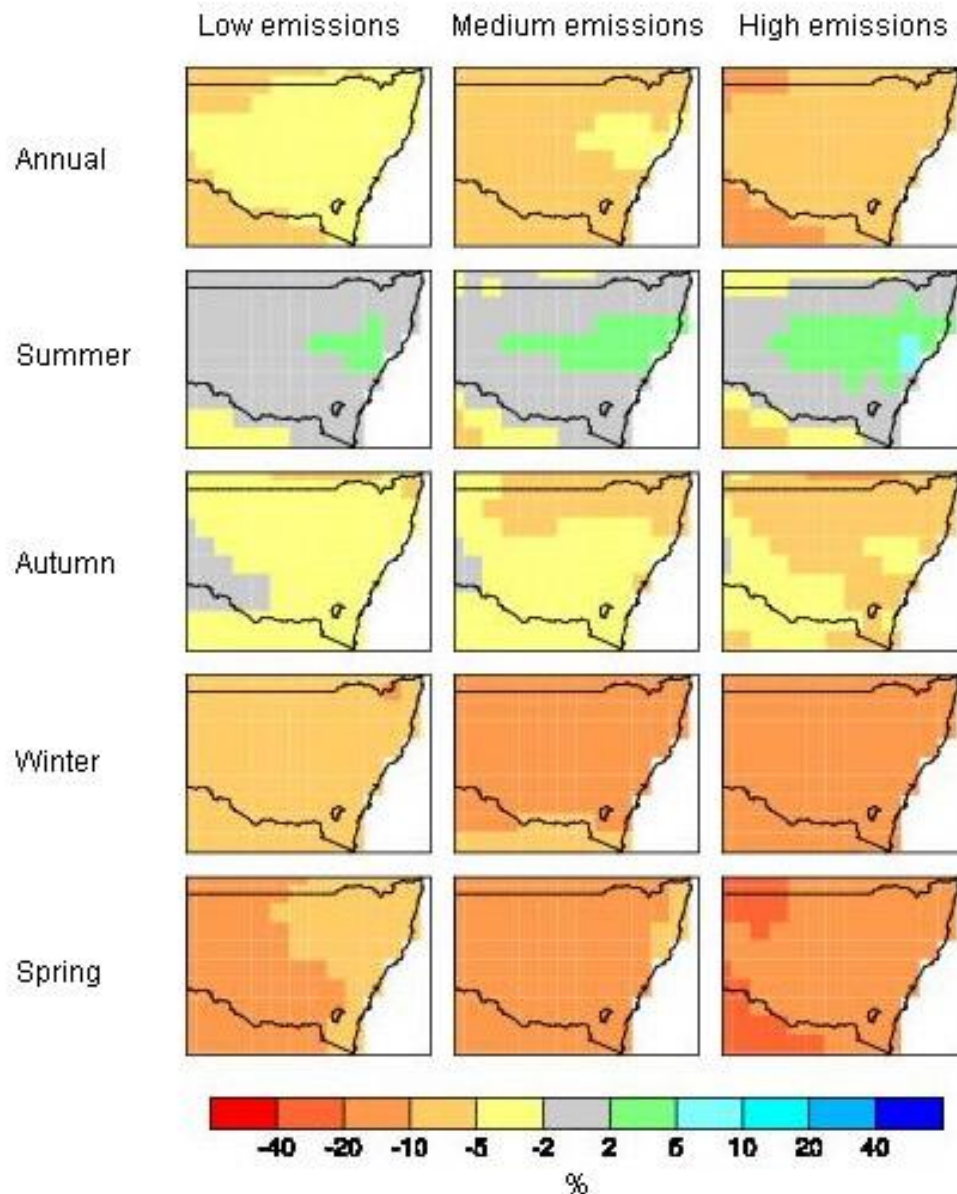 Low emissions Medium emissions High emissions
Annual
Summer
Autumn
Winter
Spring
-40 -20 -10 -5 -2 2 5 10 20 40
%